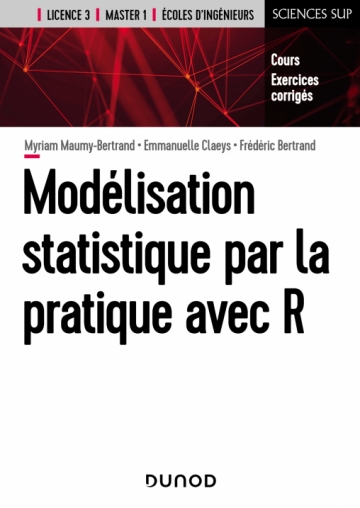 LICENCE 3 | MASTER 1 | ÉCOLES D'INGÉNIEURS
SCIENCES SUP
Cours
Exercices
corrigés
Myriam Maumy-Bertrand • Emmanuelle Claeys • Frédéric Bertrand
Modélisation
statistique par la
pratique avec R
DUNOD